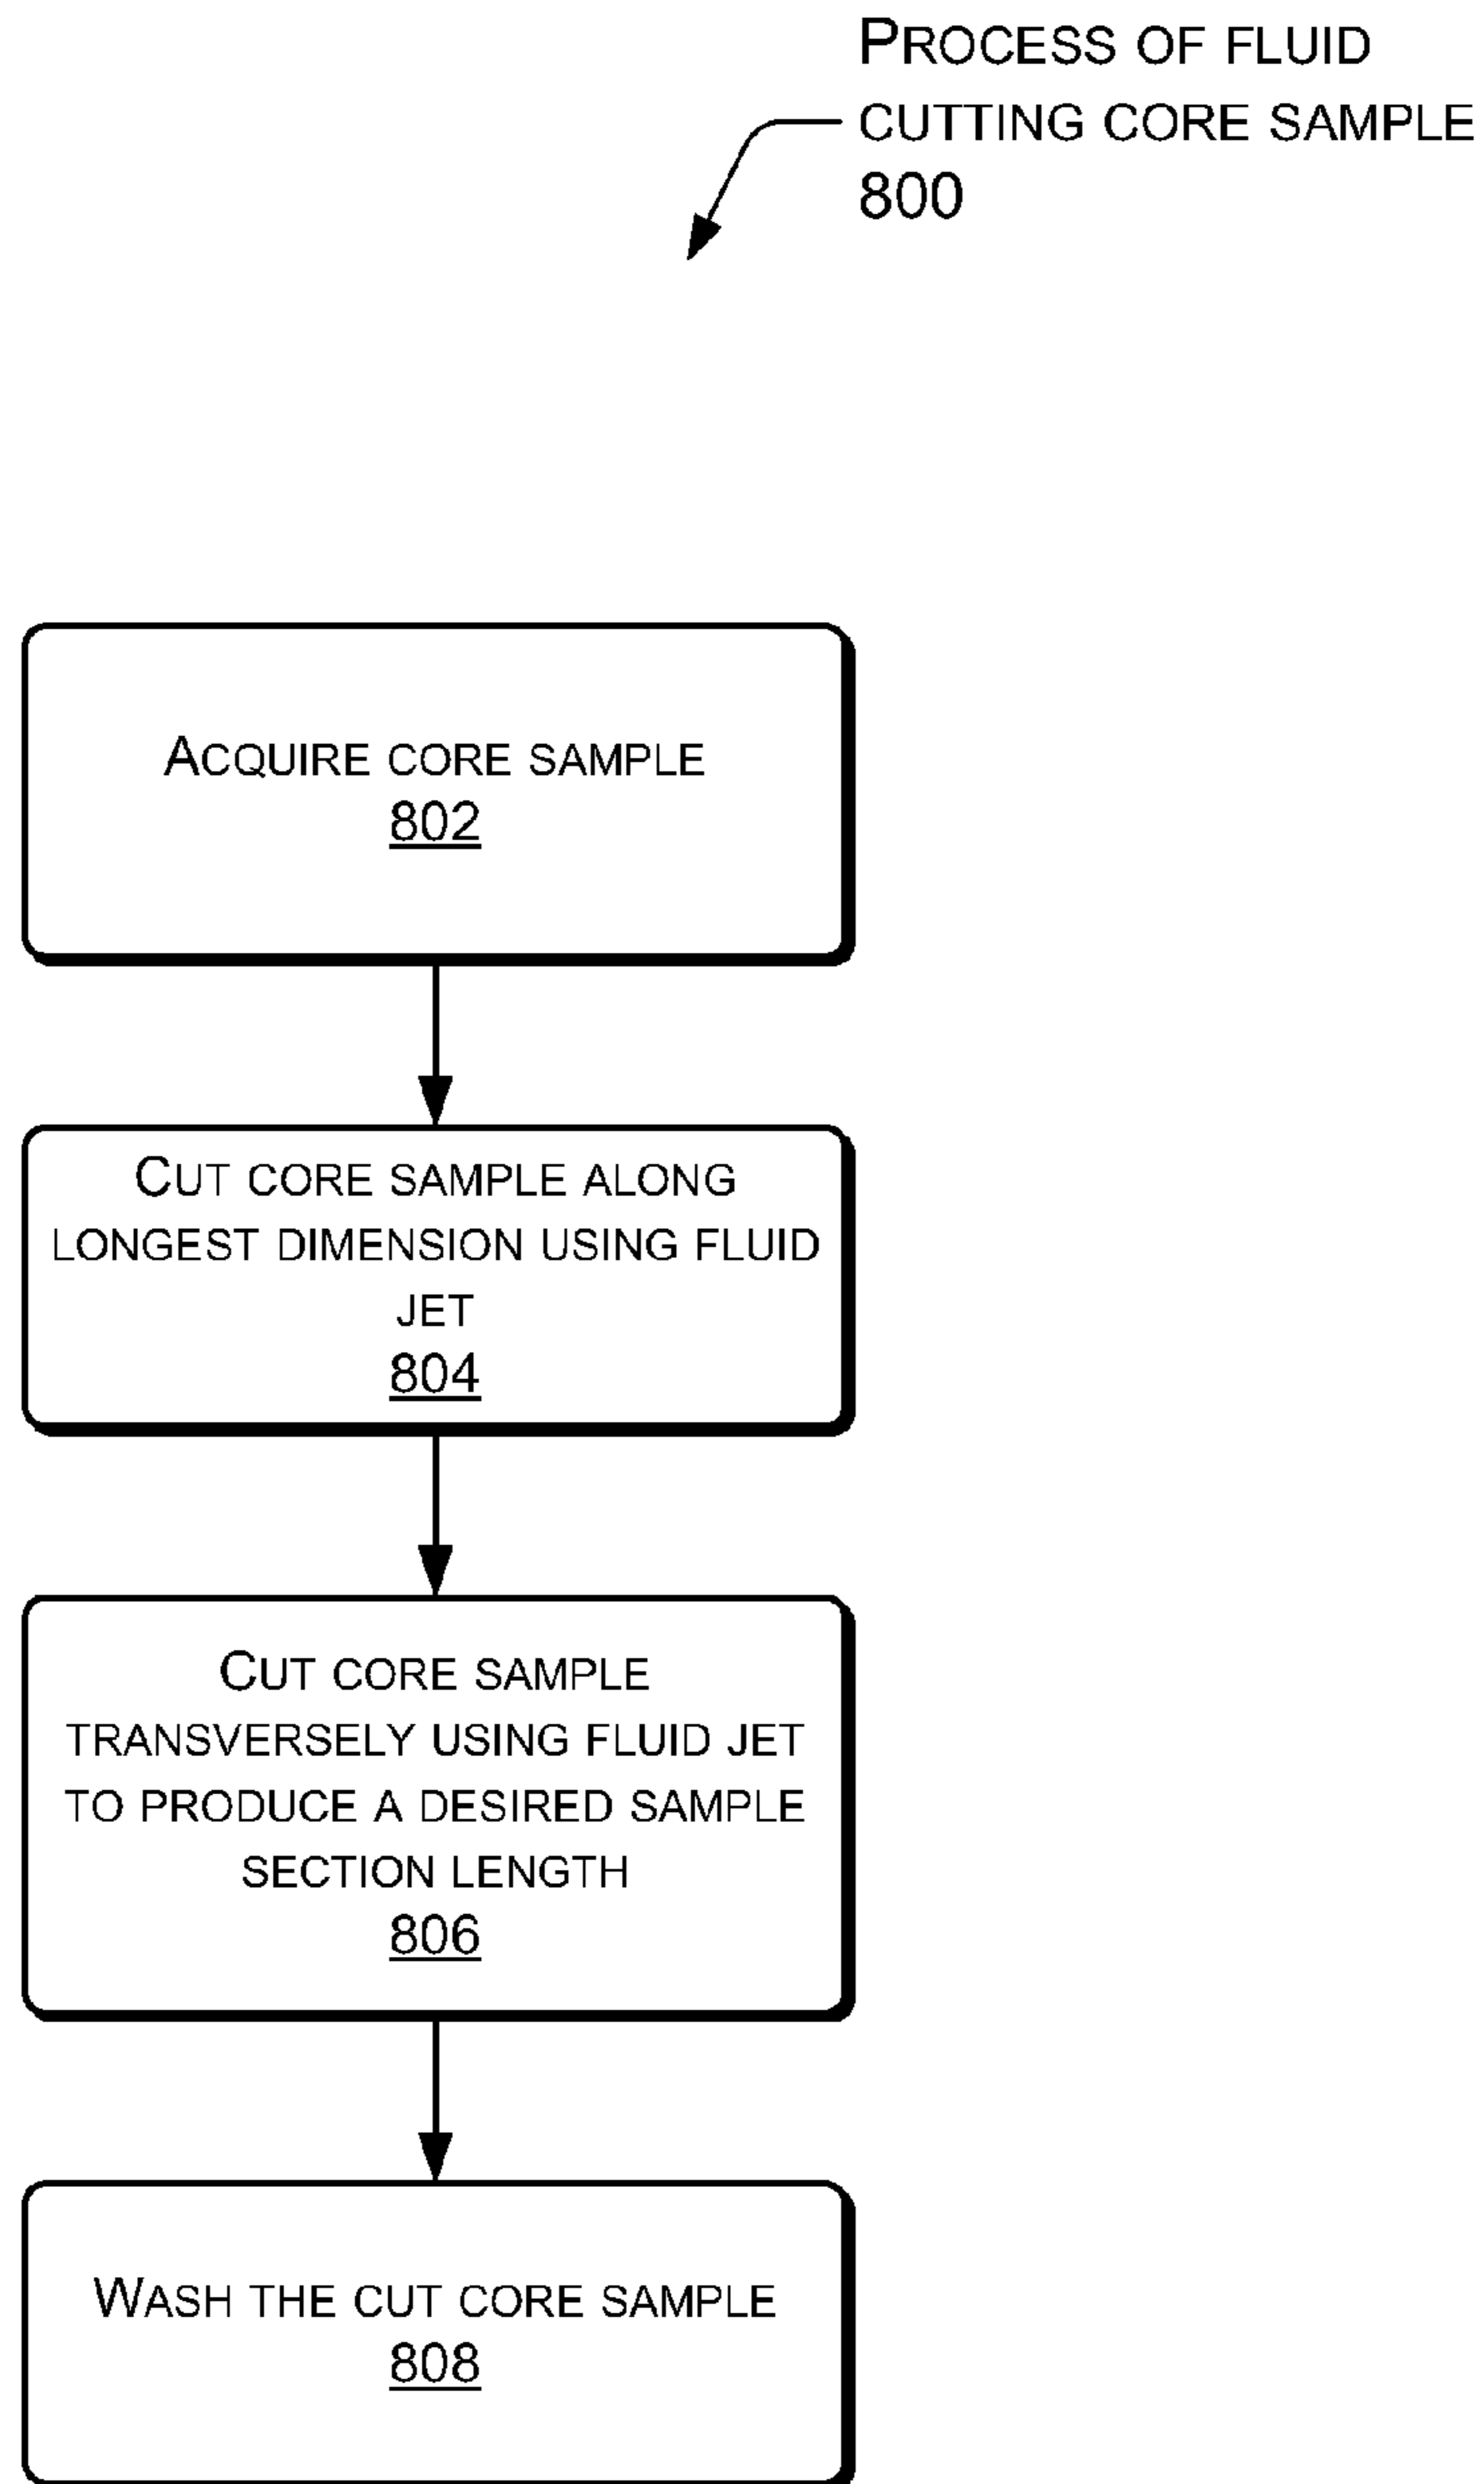 PROCESS OF FLUID
CUTTING CORE SAMPLE
800
ACQUIRE CORE SAMPLE
802
CUT CORE SAMPLE ALONG
LONGEST DIMENSION USING FLUID
JET
804
CUT CORE SAMPLE
TRANSVERSELY USING FLUID JET
TO PRODUCE A DESIRED SAMPLE
SECTION LENGTH
806
WASH THE CUT CORE SAMPLE
808